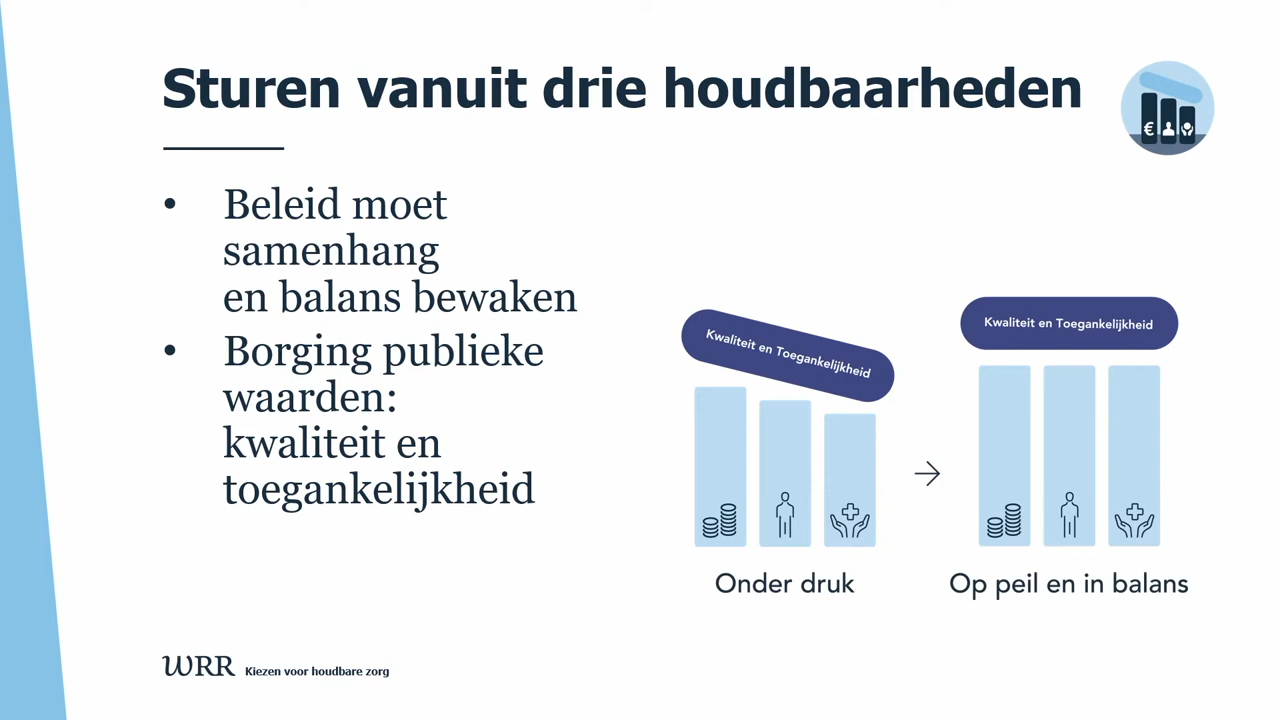 Sturen vanuit drie houdbaarheden
€
• Beleid moet
samenhang
en balans bewaken
• Borging publieke
waarden:
kwaliteit en
toegankelijkheid
Kwaliteit en Toegankelijkheid
Onder druk
Kwaliteit en Toegankelijkheid
Op peil en in balans
WRR Kiezen voor houdbare zorg